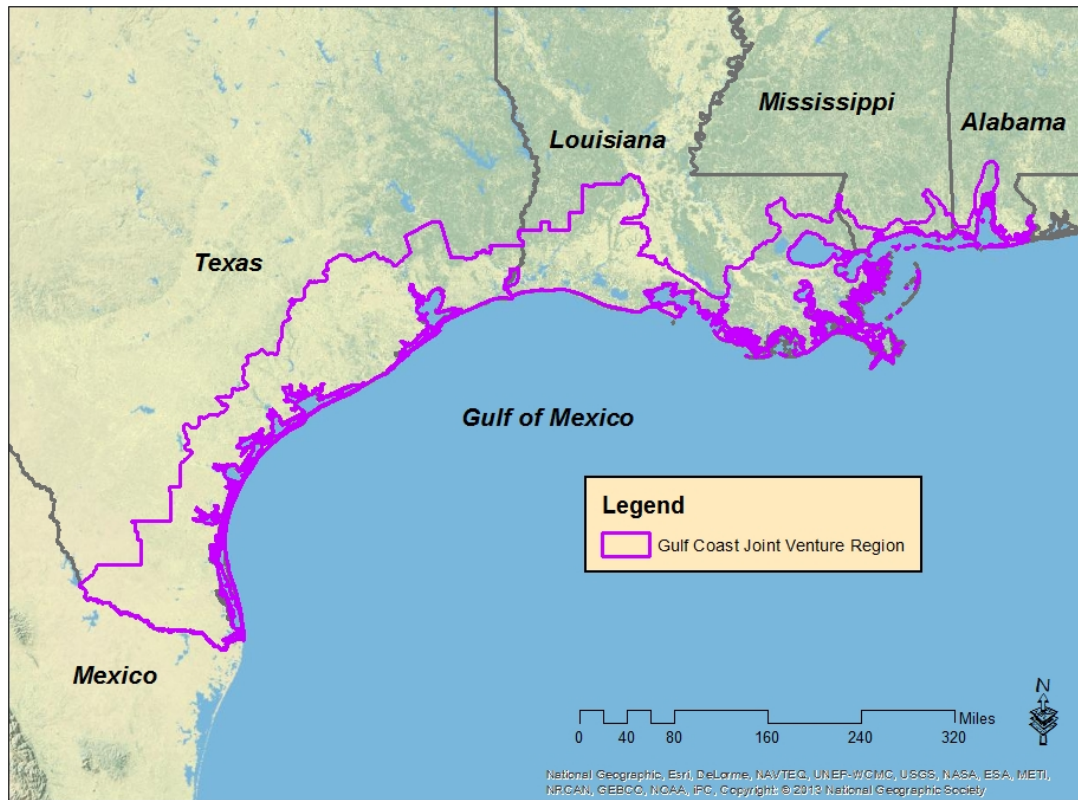 Mississippi
Alabama
Louisiana
Texas
Gulf of Mexico
Legend
Gulf Coast Joint Venture Region
Mexico
N
Miles
0 40 80 160 240 320
National Geographic, Esri, DeLorme, NAVTEQ, UNEP-WCMC, USGS, NASA, ESA, METI,
NRCAN, GEBCO, NOAA, iPC, Copyright: © 2013 National Geographic Society